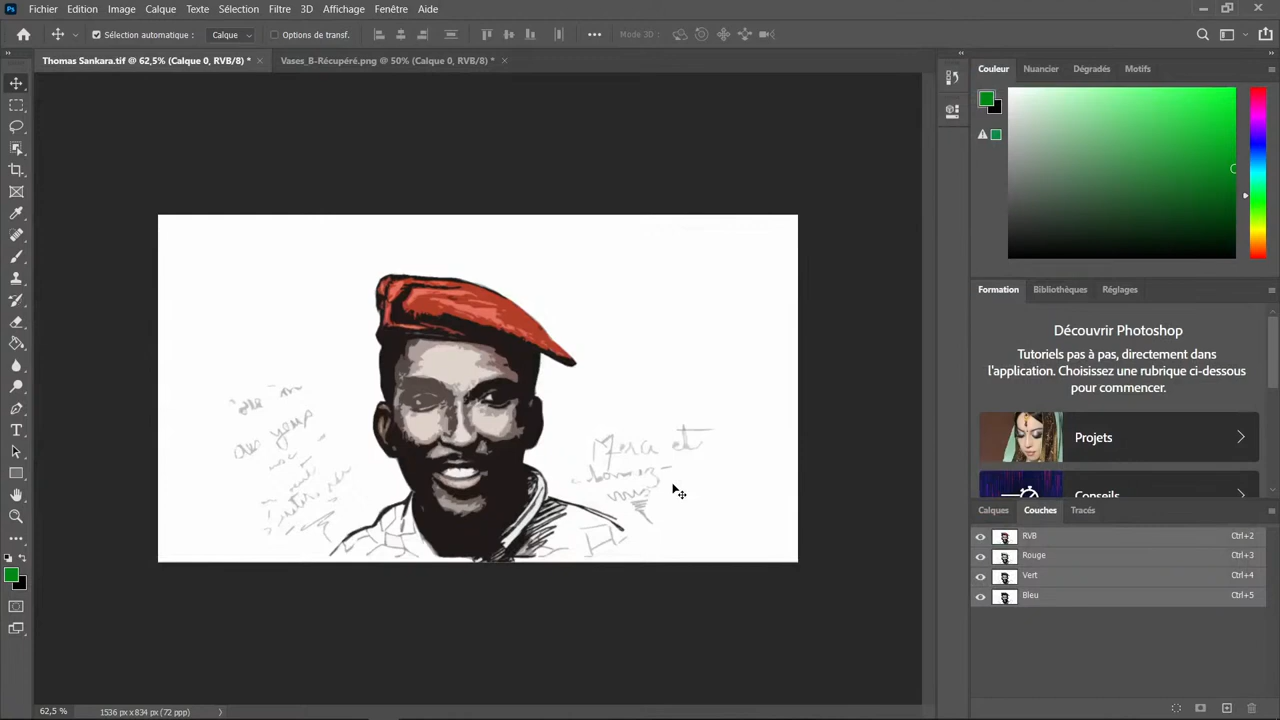 Ps Fichier Edition Image Calque Texte Sélection Filtre 3D Affichage Fenêtre Aide
Sélection automatique : Calque Options de transf. Mode 3D :
Thomas Sankara.tif @ 62,5% (Calque 0, RVB/8) * Vases_B-Récupéré.png @ 50% (Calque 0, RVB/8) *
Couleur Nuancier Dégradés Motifs
Formation Bibliothèques Réglages
Découvrir Photoshop
Tutoriels pas à pas, directement dans
l'application. Choisissez une rubrique ci-dessous
pour commencer.
Projets
Conseils
Calques Couches Tracés
RVB Ctrl+2
Rouge Ctrl+3
Vert Ctrl+4
Bleu Ctrl+5
62,5 % 1536 px x 834 px (72 ppp)